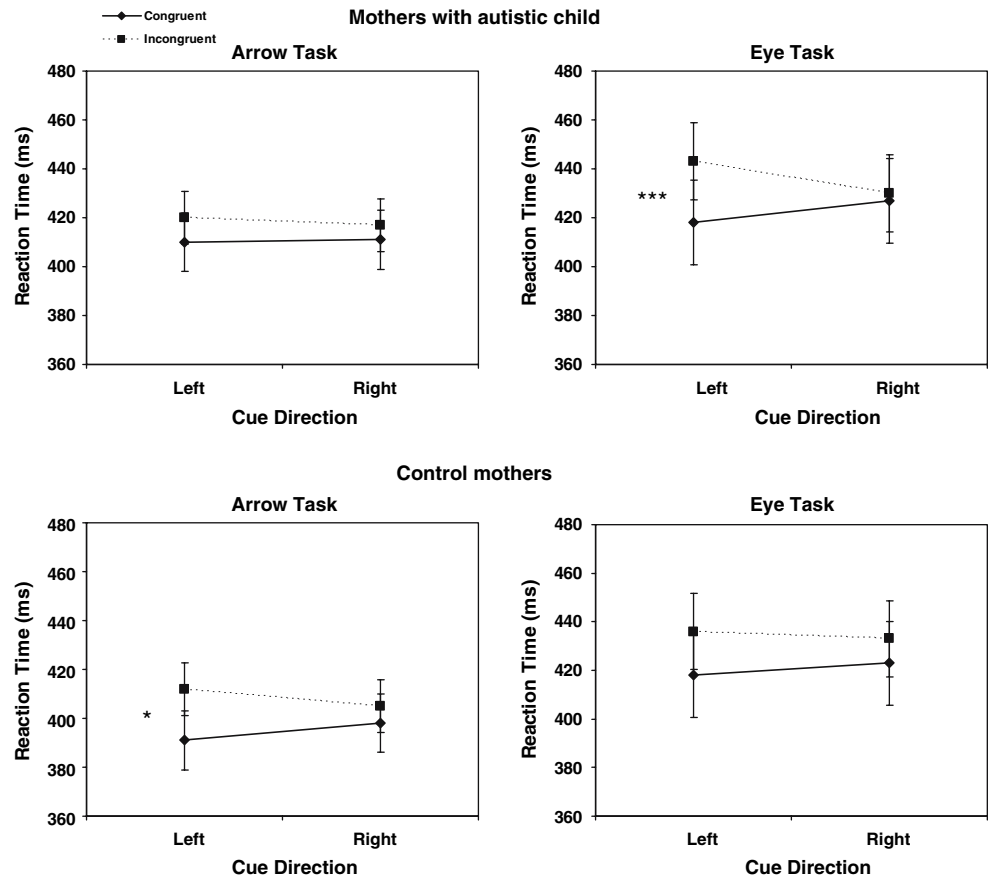 Mothers with autistic child
Congruent
Incongruent
Arrow Task
480
460
440
420
400
380
360
Reaction Time (ms)
Left Right
Cue Direction
Eye Task
480
460
440
420
400
380
360
Reaction Time (ms)
***
Left Right
Cue Direction
Control mothers
Arrow Task
480
460
440
420
400
380
360
Reaction Time (ms)
*
Left Right
Cue Direction
Eye Task
480
460
440
420
400
380
360
Reaction Time (ms)
Left Right
Cue Direction